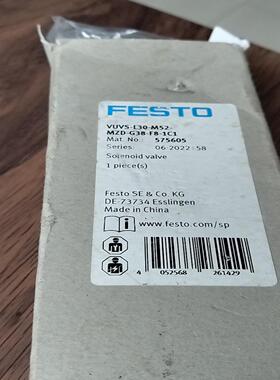 FESTO
VUVS-L30-M52-
MZD-G38-F8-1C1
Mat. No.: 575605
Series: 06.2022:58
Solenoid valve
1 piece(s)
Festo SE & Co. KG
DE-73734 Esslingen
Made in China
www.festo.com/sp
4 052568 261429